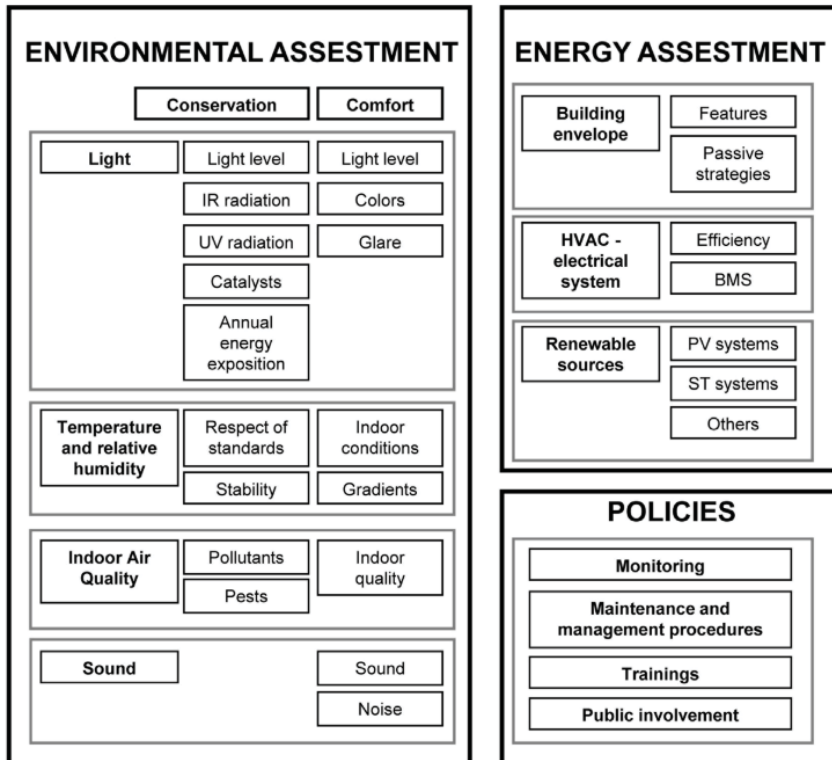 ENVIRONMENTAL ASSESTMENT
Conservation
Comfort
Light
Light level
Light level
IR radiation
Colors
UV radiation
Glare
Catalysts
Annual
energy
exposition
Temperature
and relative
humidity
Respect of
standards
Indoor
conditions
Stability
Gradients
Indoor Air
Quality
Pollutants
Indoor
quality
Pests
Sound
Sound
Noise
ENERGY ASSESTMENT
Building
envelope
Features
Passive
strategies
HVAC -
electrical
system
Efficiency
BMS
Renewable
sources
PV systems
ST systems
Others
POLICIES
Monitoring
Maintenance and
management procedures
Trainings
Public involvement